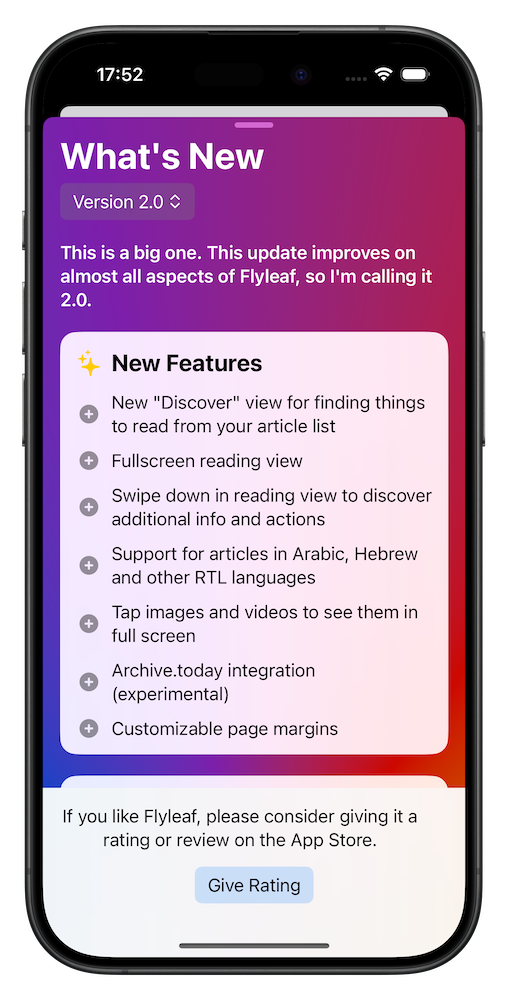 17:52
What's New
Version 2.0
This is a big one. This update improves on
almost all aspects of Flyleaf, so I'm calling it
2.0.
New Features
New "Discover" view for finding things
to read from your article list
Fullscreen reading view
Swipe down in reading view to discover
additional info and actions
Support for articles in Arabic, Hebrew
and other RTL languages
Tap images and videos to see them in
full screen
Archive.today integration
(experimental)
Customizable page margins
If you like Flyleaf, please consider giving it a
rating or review on the App Store.
Give Rating